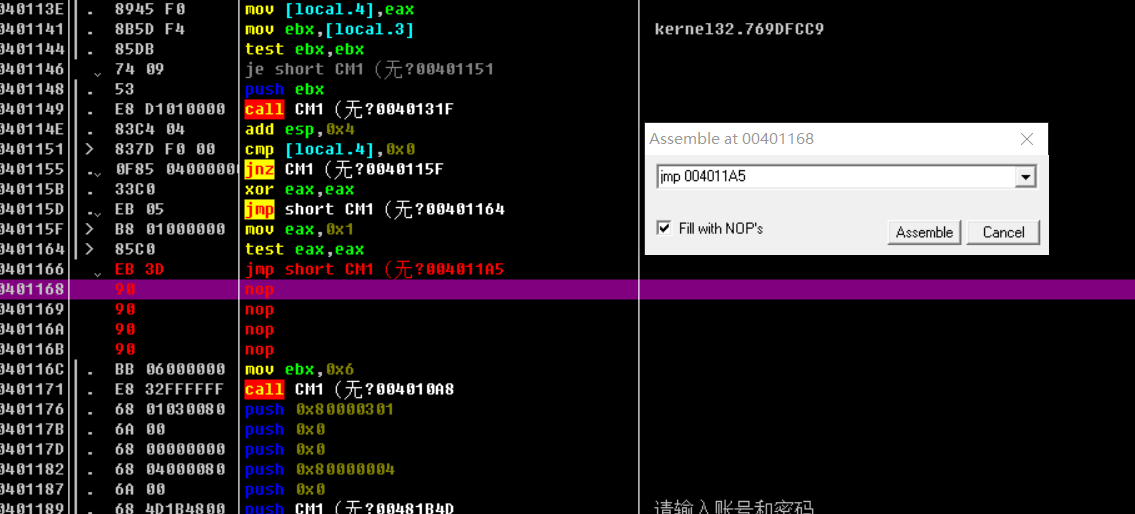 040113E . 8945 F0 mov [local.4],eax
0401141 . 8B5D F4 mov ebx,[local.3] kernel32.769DFCC9
0401144 . 85DB test ebx,ebx
0401146 . 74 09 je short CM1（无?00401151
0401148 . 53 push ebx
0401149 . E8 D1010000 call CM1（无?0040131F
040114E . 83C4 04 add esp,0x4
0401151 > 837D F0 00 cmp [local.4],0x0
0401155 . 0F85 04000000 jnz CM1（无?0040115F
040115B . 33C0 xor eax,eax
040115D . EB 05 jmp short CM1（无?00401164
040115F > B8 01000000 mov eax,0x1
0401164 > 85C0 test eax,eax
0401166 EB 3D jmp short CM1（无?004011A5
0401168 90 nop
0401169 90 nop
040116A 90 nop
040116B 90 nop
040116C . BB 06000000 mov ebx,0x6
0401171 . E8 32FFFFFF call CM1（无?004010A8
0401176 . 68 01030080 push 0x80000301
040117B . 6A 00 push 0x0
040117D . 68 00000000 push 0x0
0401182 . 68 04000080 push 0x80000004
0401187 . 6A 00 push 0x0
0401189 . 68 4D1B4800 push CM1（无?00481B4D 请输入账号和密码
Assemble at 00401168
jmp 004011A5
Fill with NOP's
Assemble
Cancel